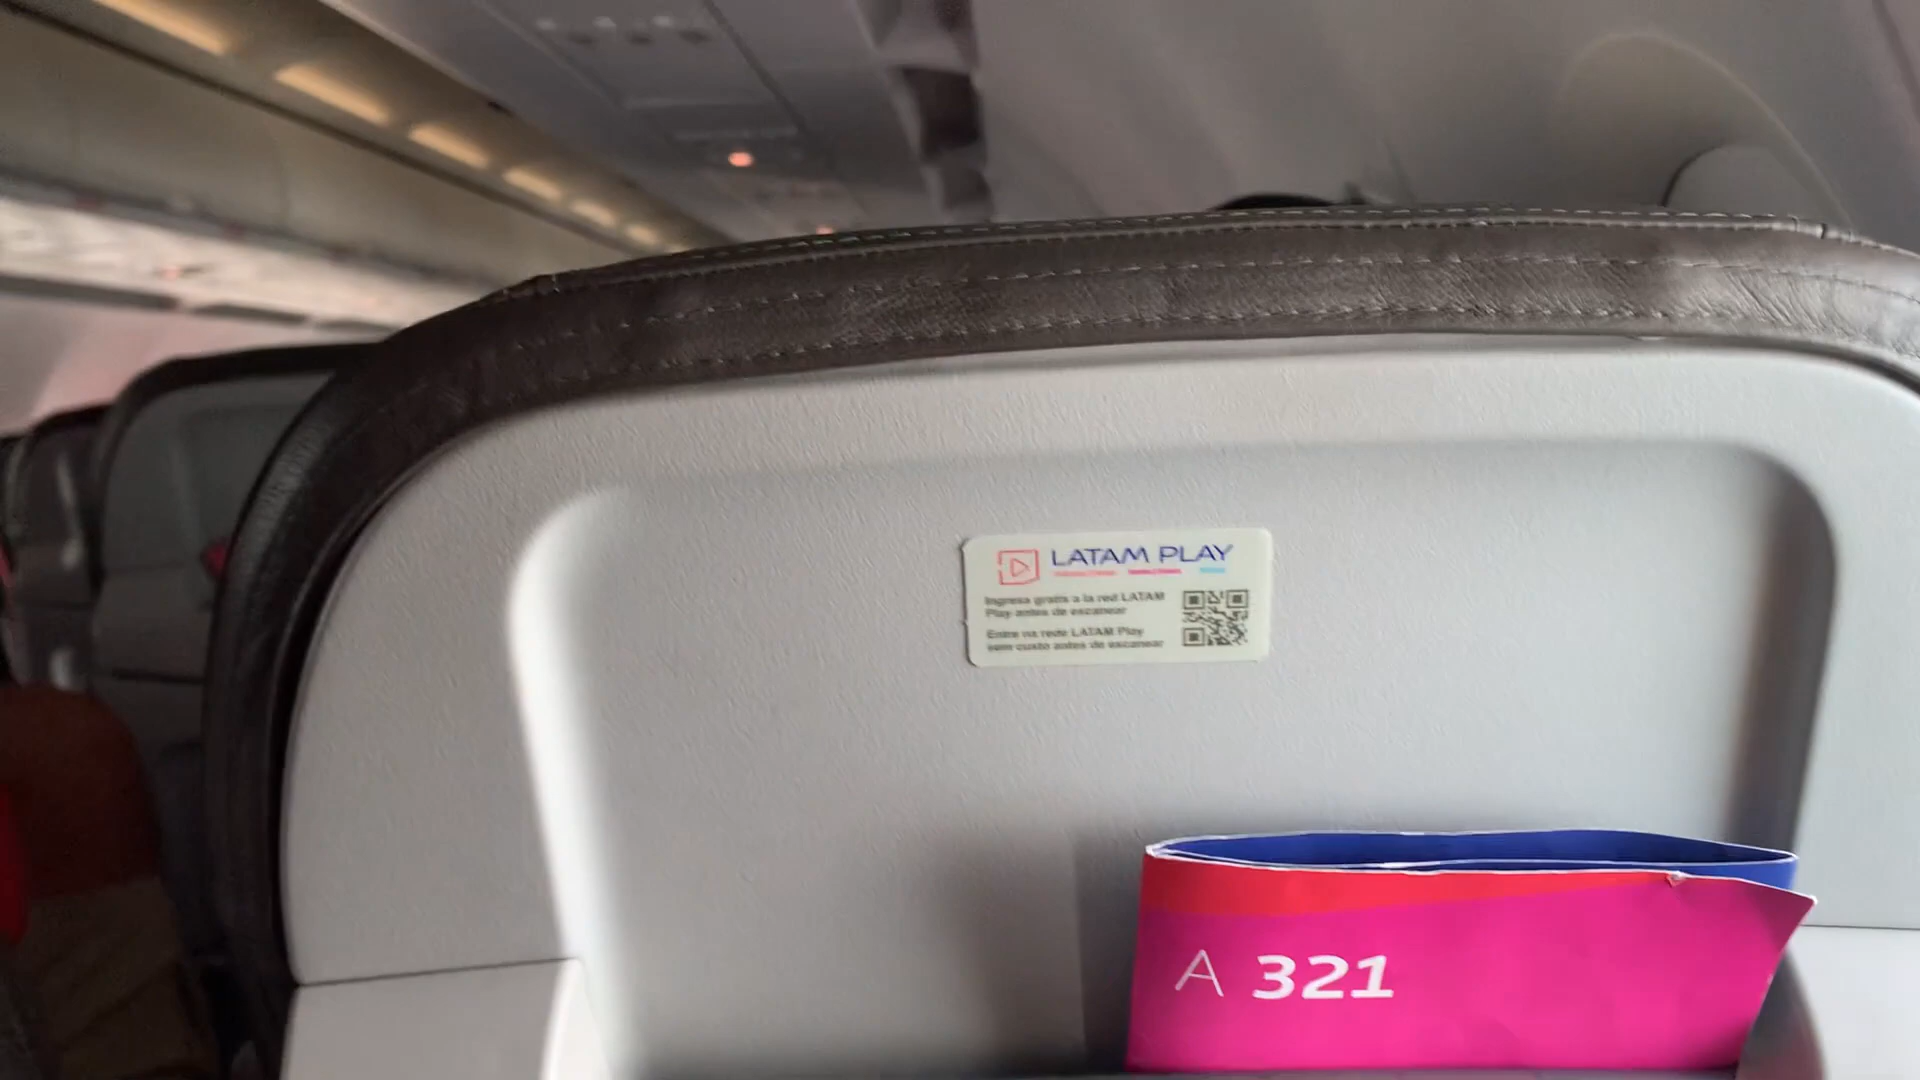 LATAM PLAY
Ingresa gratis a la red LATAM
Play antes de escanear
Entre na rede LATAM Play
sem custo antes de escanear
A 321